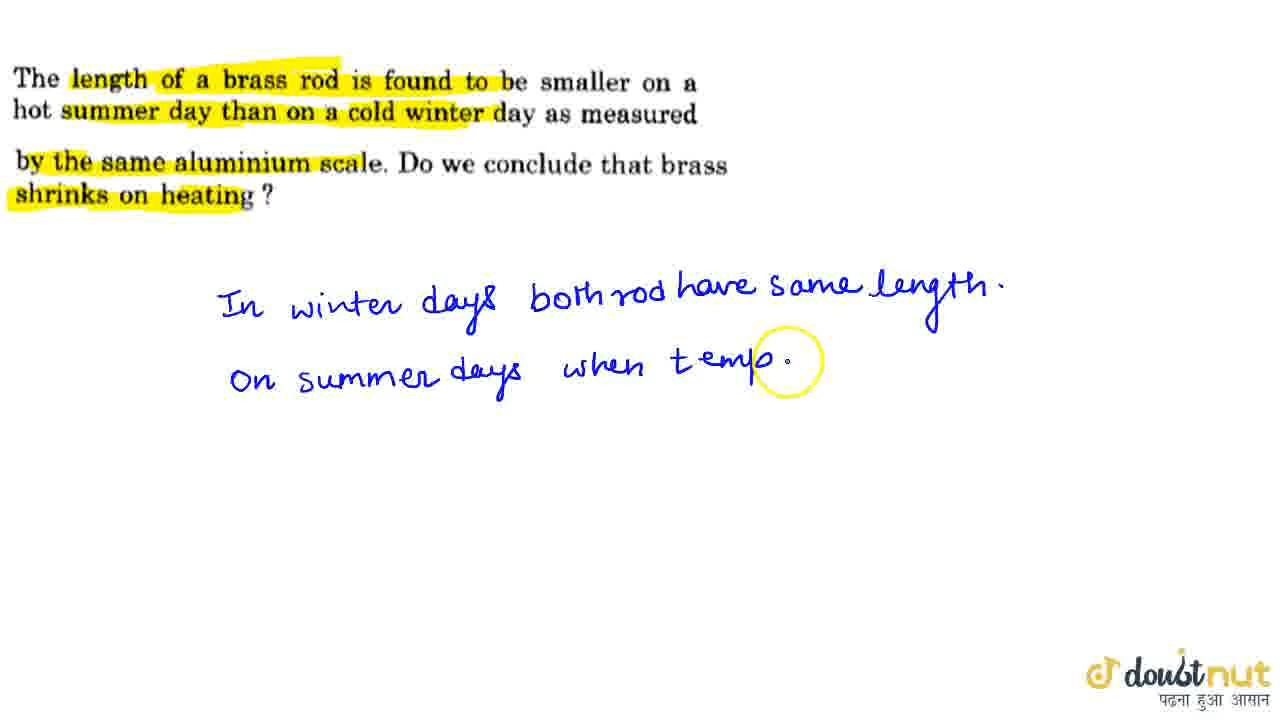 The length of a brass rod is found to be smaller on a
hot summer day than on a cold winter day as measured
by the same aluminium scale. Do we conclude that brass
shrinks on heating ?
In winter days both rod have same length.
On summer days when temp.
doubtnut
पढ़ना हुआ आसान